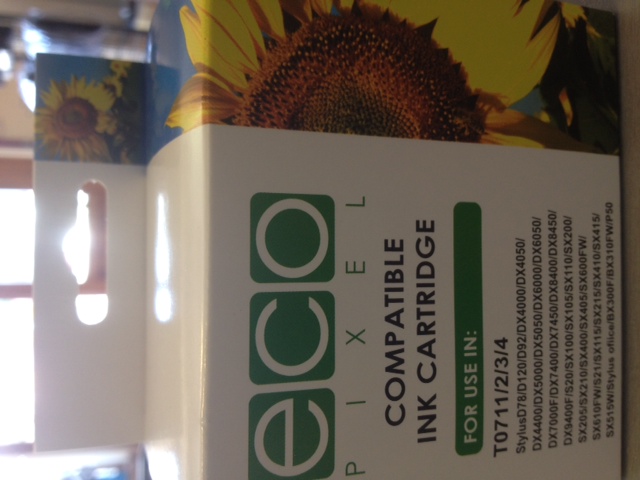 eco
PIXEL
COMPATIBLE
INK CARTRIDGE
FOR USE IN:
T0711/2/3/4
StylusD78/D120/D92/DX4000/DX4050/
DX4400/DX5000/DX5050/DX6000/DX6050/
DX7000F/DX7400/DX7450/DX8400/DX8450/
DX9400F/S20/SX100/SX105/SX110/SX200/
SX205/SX210/SX400/SX405/SX600FW/
SX610FW/S21/SX115/SX215/SX410/SX415/
SX515W/Stylus office/BX300F/BX310FW/P50